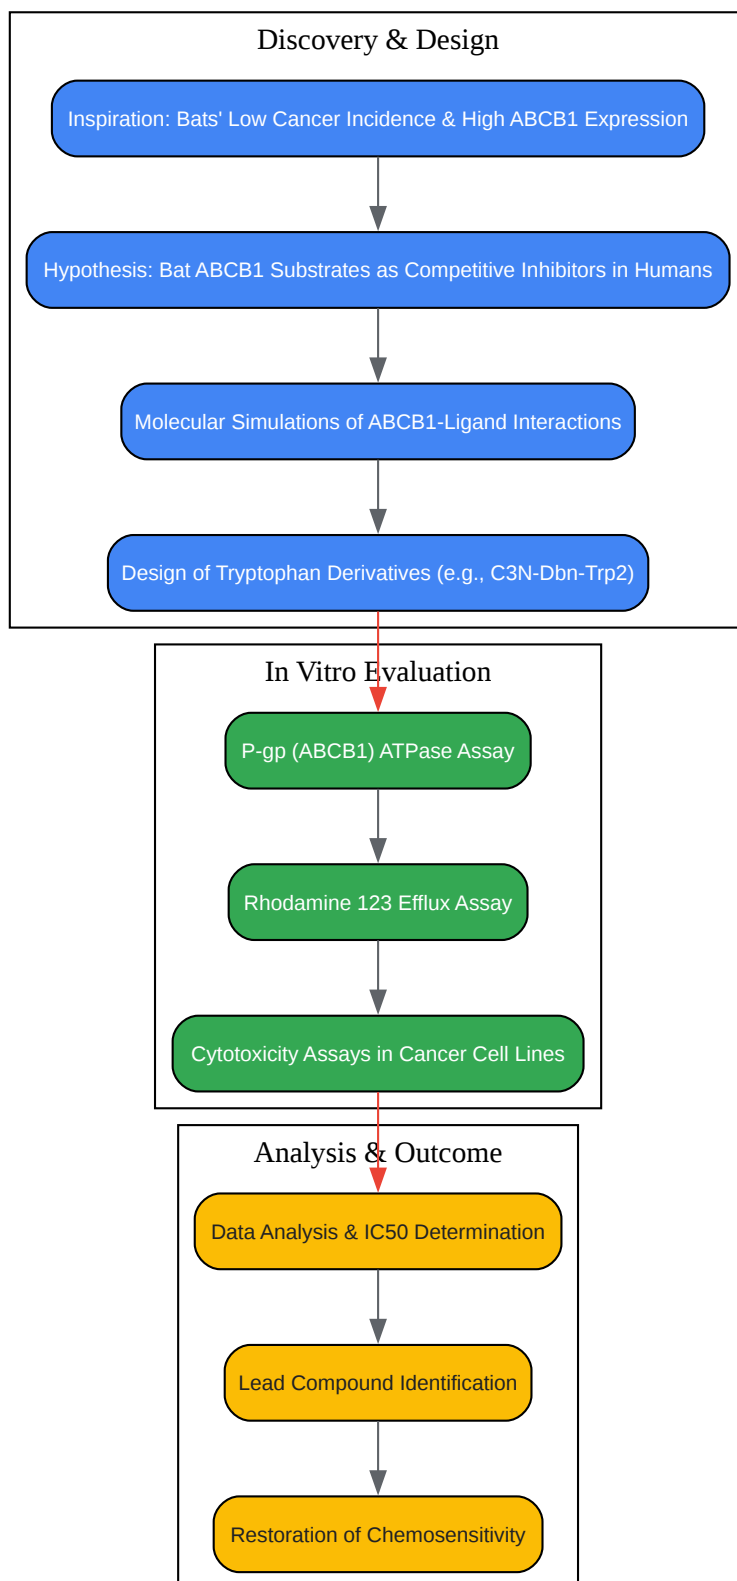 Discovery & Design
Inspiration: Bats' Low Cancer Incidence & High ABCB1 Expression
Hypothesis: Bat ABCB1 Substrates as Competitive Inhibitors in Humans
Molecular Simulations of ABCB1-Ligand Interactions
Design of Tryptophan Derivatives (e.g., C3N-Dbn-Trp2)
In Vitro Evaluation
P-gp (ABCB1) ATPase Assay
Rhodamine 123 Efflux Assay
Cytotoxicity Assays in Cancer Cell Lines
Analysis & Outcome
Data Analysis & IC50 Determination
Lead Compound Identification
Restoration of Chemosensitivity